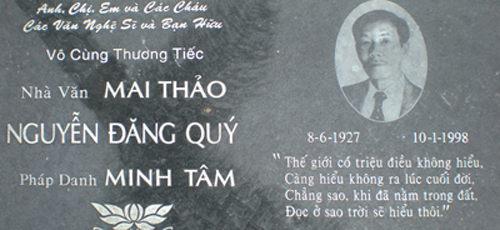 Anh, Chị, Em và Các Cháu
Các Văn Nghệ Sĩ và Bạn Hữu
Vô Cùng Thương Tiếc
Nhà Văn MAI THẢO
NGUYỄN ĐĂNG QUÝ
Pháp Danh MINH TÂM
8-6-1927 10-1-1998
"Thế giới có triệu điều không hiểu,
Càng hiểu không ra lúc cuối đời,
Chẳng sao, khi đã nằm trong đất,
Đọc ở sao trời sẽ hiểu thôi."